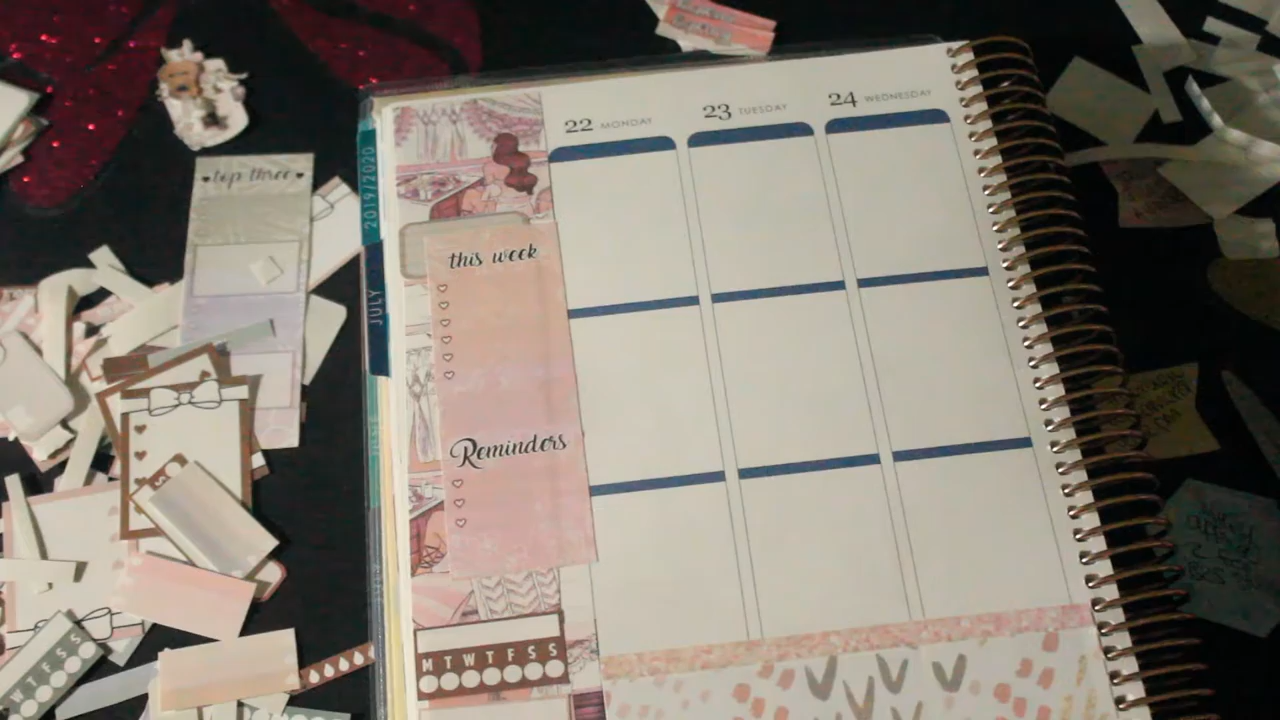 top three
22 MONDAY
23 TUESDAY
24 WEDNESDAY
2019/2020
JULY
this week
Reminders
M T W T F S S
W T F S S